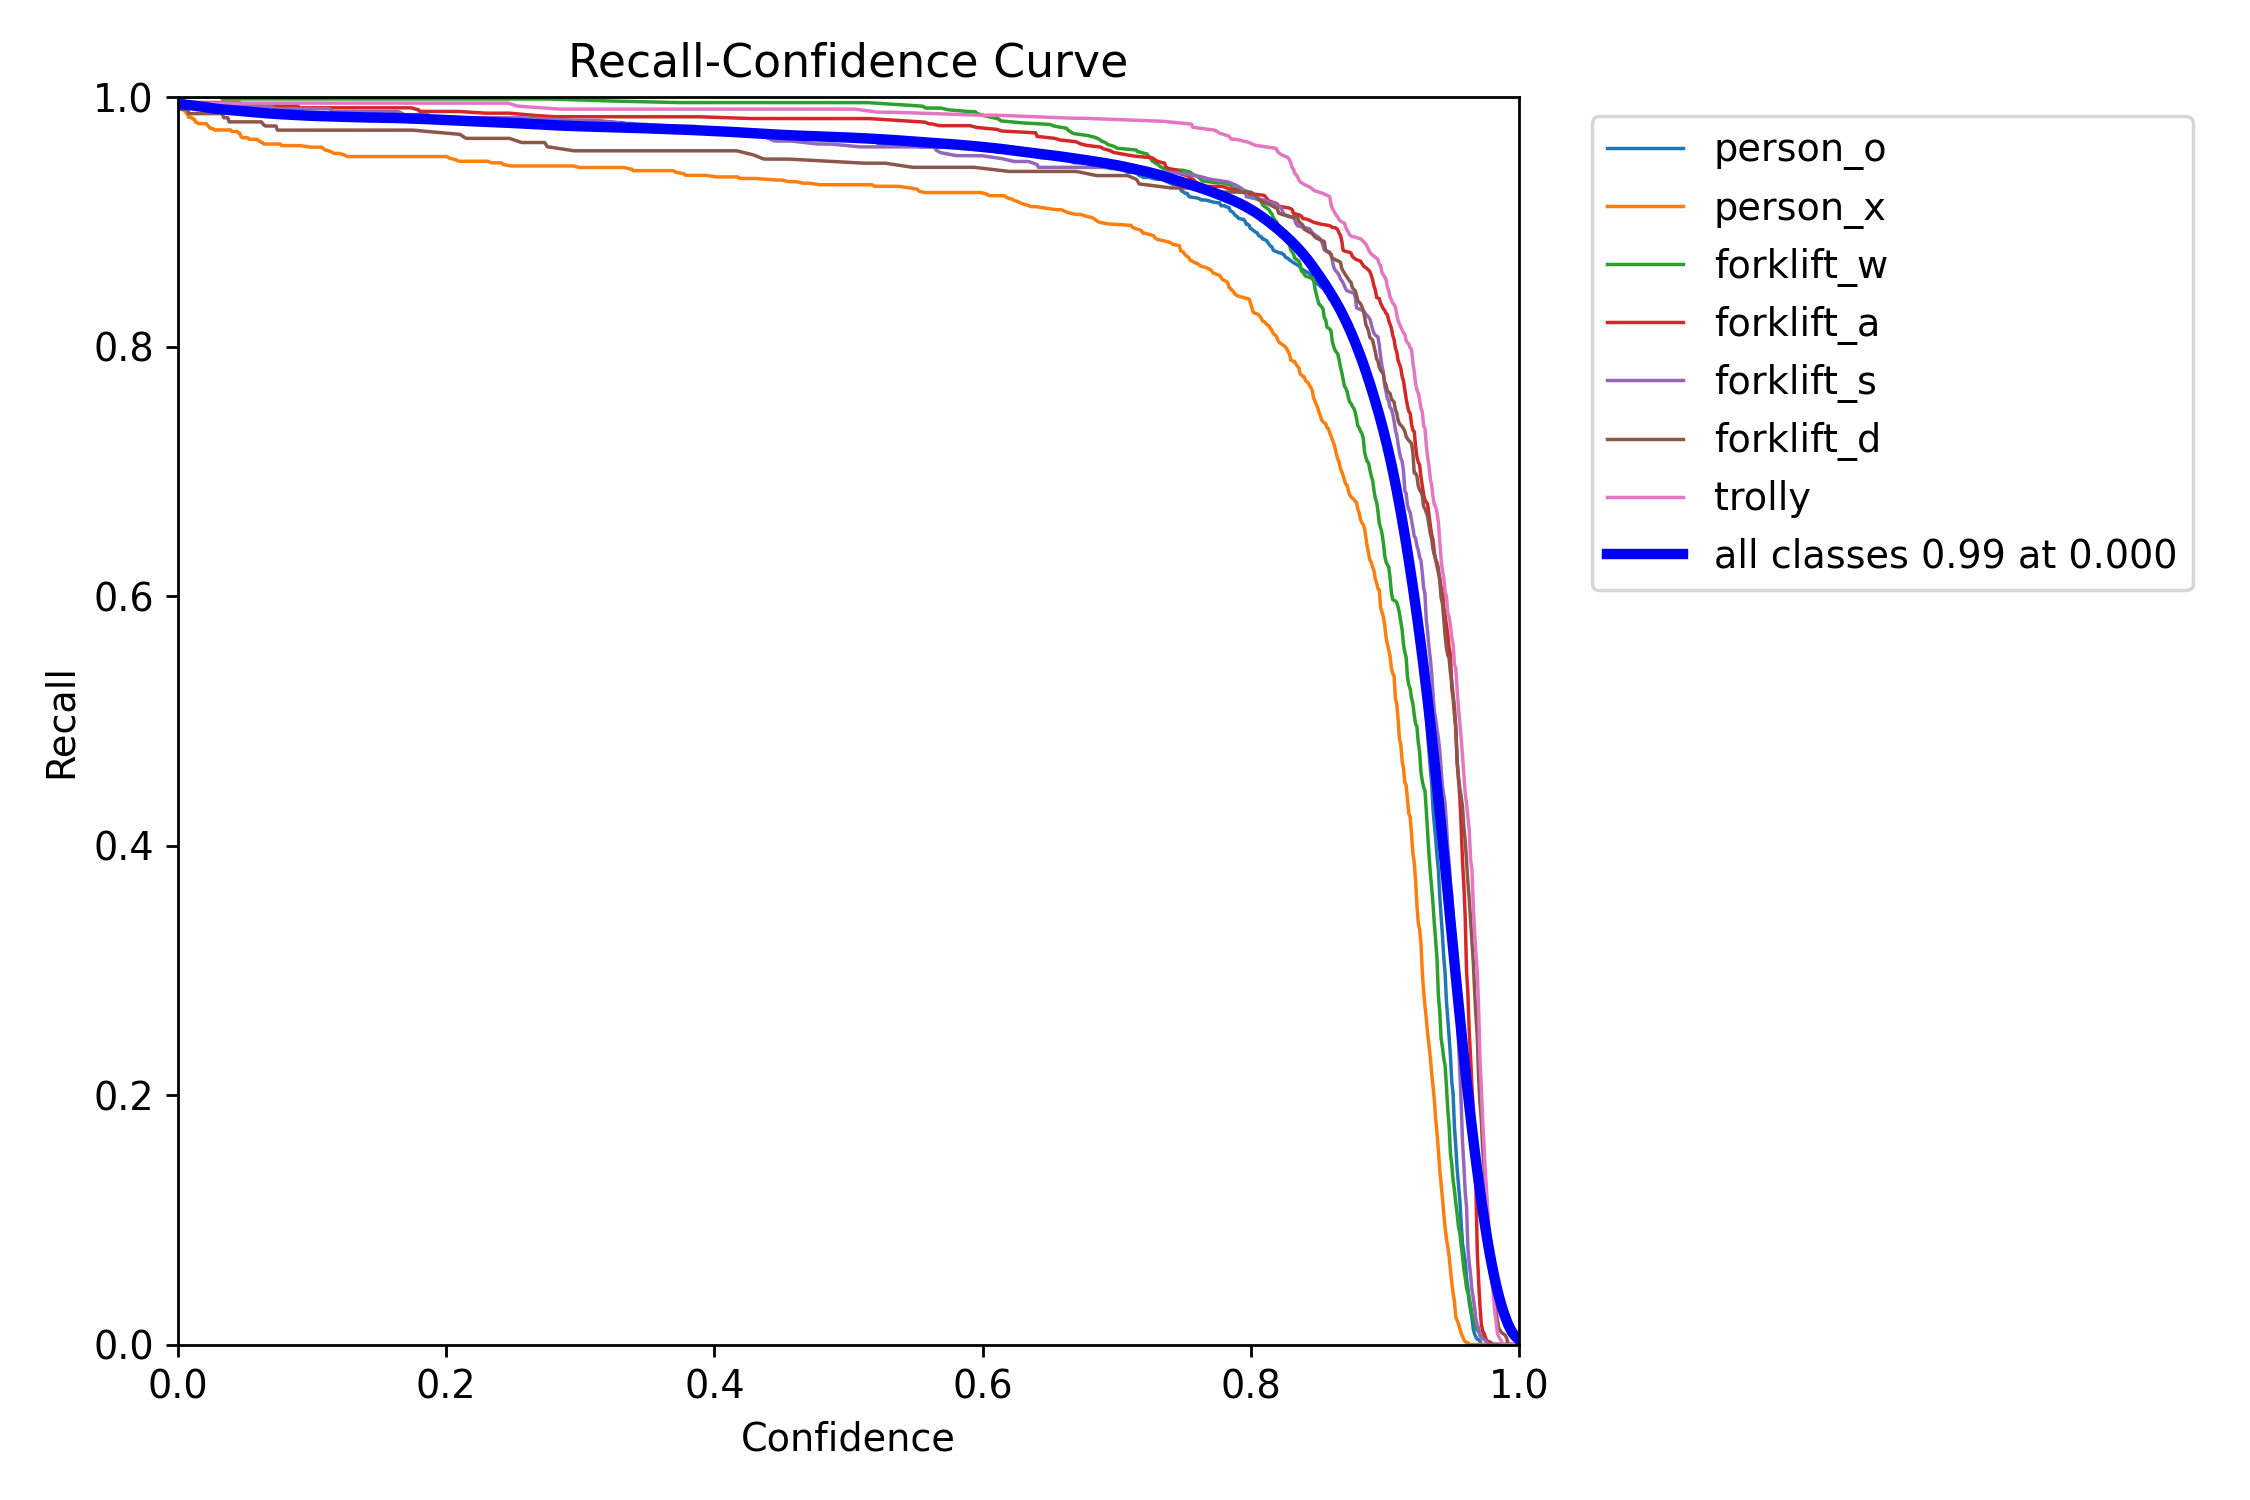 Recall-Confidence Curve
1.0
0.8
0.6
0.4
0.2
0.0
Recall
0.0 0.2 0.4 0.6 0.8 1.0
Confidence
person_o
person_x
forklift_w
forklift_a
forklift_s
forklift_d
trolly
all classes 0.99 at 0.000